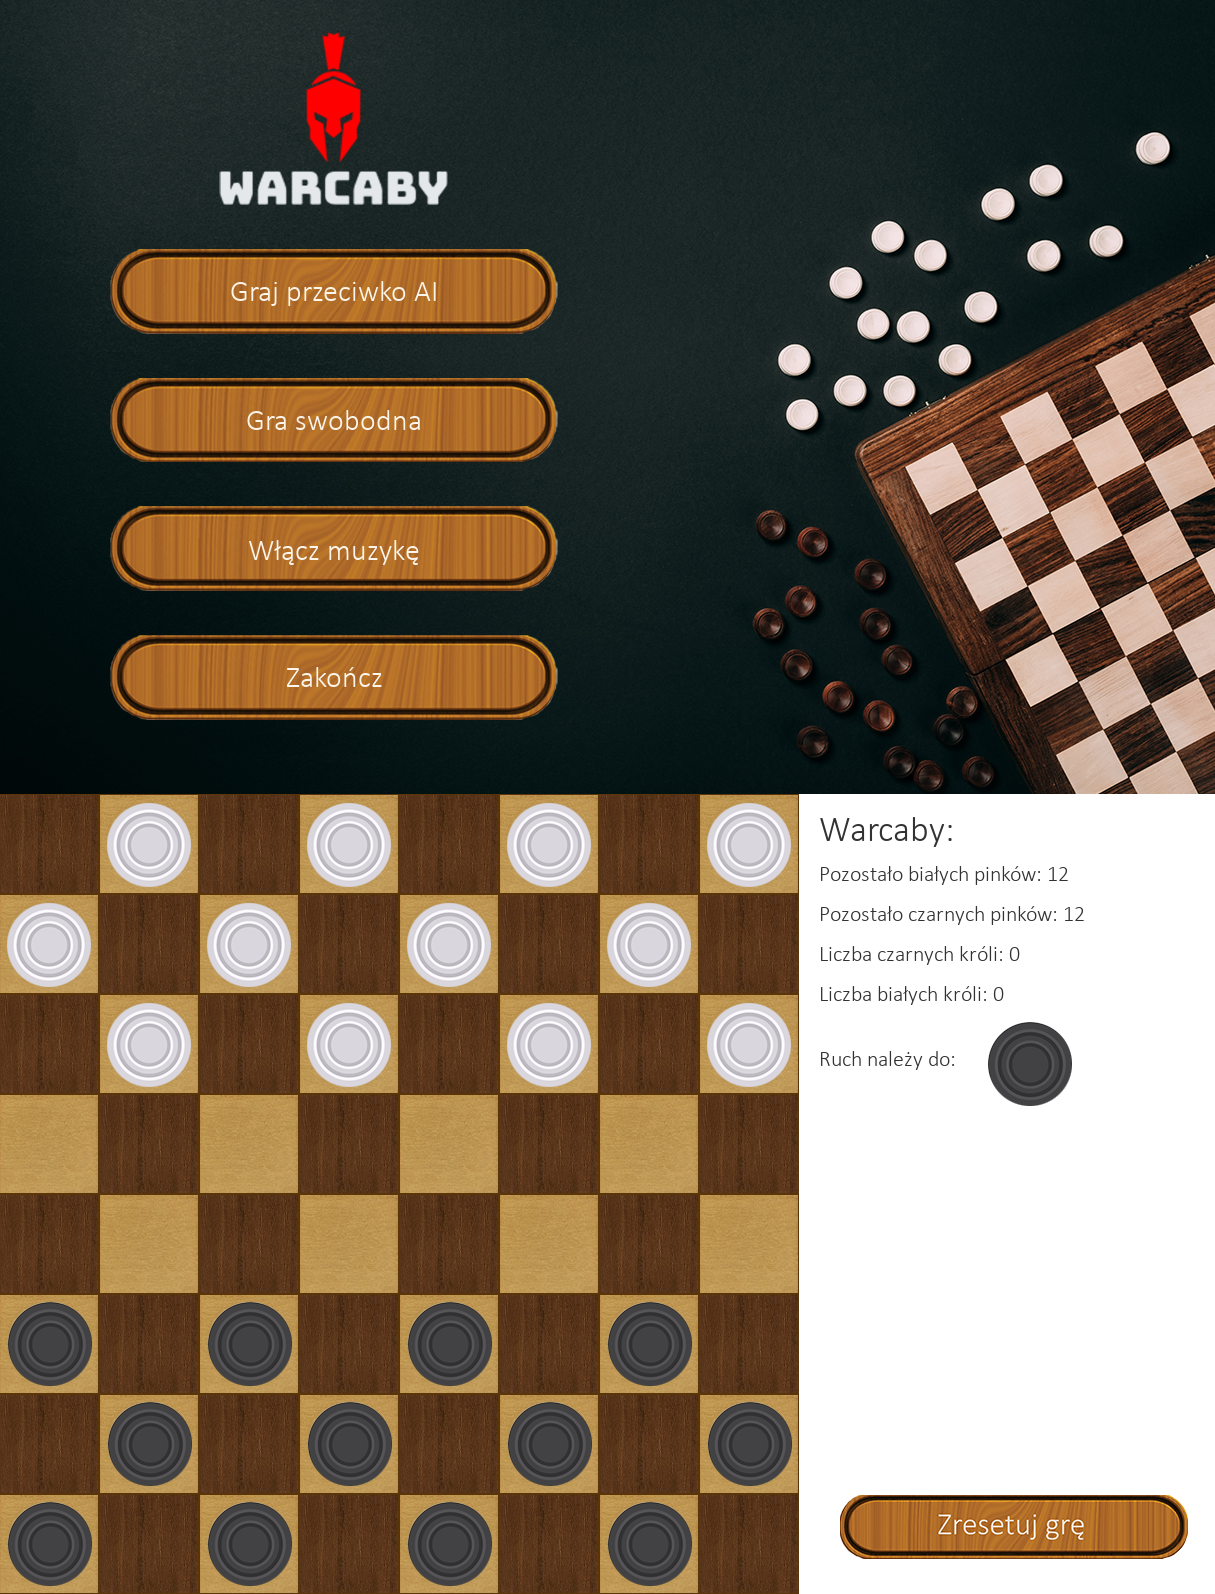 WARCABY
Graj przeciwko AI
Gra swobodna
Włącz muzykę
Zakończ
Warcaby:
Pozostało białych pinków: 12
Pozostało czarnych pinków: 12
Liczba czarnych króli: 0
Liczba białych króli: 0
Ruch należy do:
Zresetuj grę